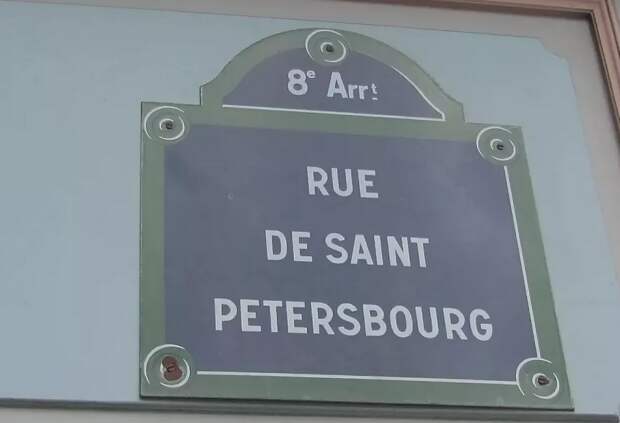 8e Arrt
RUE
DE SAINT
PETERSBOURG